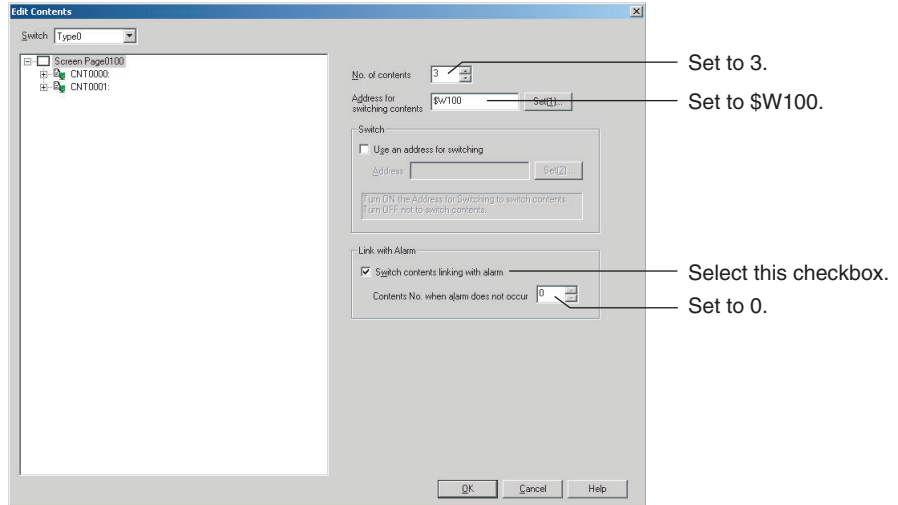 Edit Contents
Switch Type0
Screen Page0100
CNT0000:
CNT0001:
No. of contents 3
Set to 3.
Address for
switching contents $W100 Set(1)...
Set to $W100.
Switch
Use an address for switching
Address Set(2)...
Turn ON the Address for Switching to switch contents.
Turn OFF not to switch contents.
Link with Alarm
Switch contents linking with alarm
Select this checkbox.
Contents No. when alarm does not occur 0
Set to 0.
OK Cancel Help